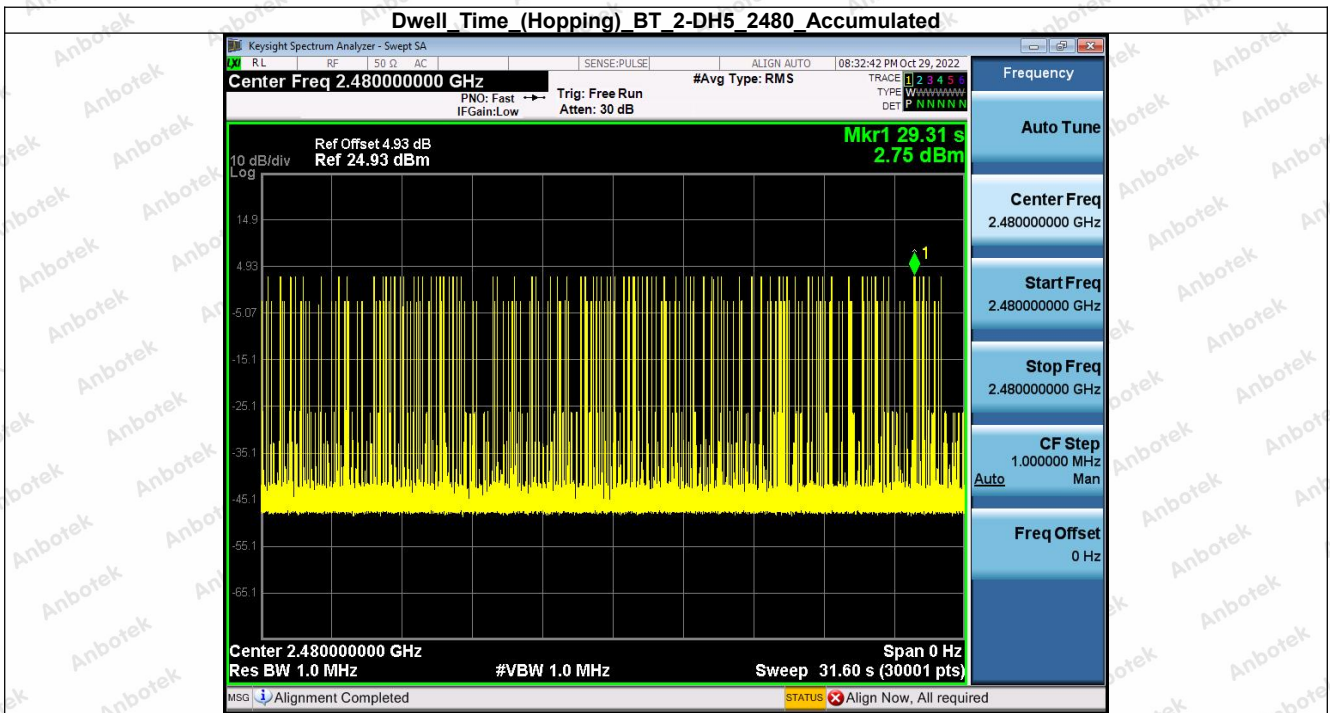 Dwell_Time_(Hopping)_BT_2-DH5_2480_Accumulated
Keysight Spectrum Analyzer - Swept SA
LXI RL RF 50 Ω AC SENSE:PULSE ALIGN AUTO 08:32:42 PM Oct 29, 2022
Center Freq 2.480000000 GHz
PNO: Fast
IFGain:Low
Trig: Free Run
Atten: 30 dB
#Avg Type: RMS
TRACE 1 2 3 4 5 6
TYPE WWWWWW
DET P N N N N N
Ref Offset 4.93 dB
10 dB/div Ref 24.93 dBm
Log
Mkr1 29.31 s
2.75 dBm
14.9
4.93
-5.07
-15.1
-25.1
-35.1
-45.1
-55.1
-65.1
1
Center 2.480000000 GHz Span 0 Hz
Res BW 1.0 MHz #VBW 1.0 MHz Sweep 31.60 s (30001 pts)
MSG Alignment Completed STATUS Align Now, All required
Frequency
Auto Tune
Center Freq
2.480000000 GHz
Start Freq
2.480000000 GHz
Stop Freq
2.480000000 GHz
CF Step
1.000000 MHz
Auto Man
Freq Offset
0 Hz
Anbotek